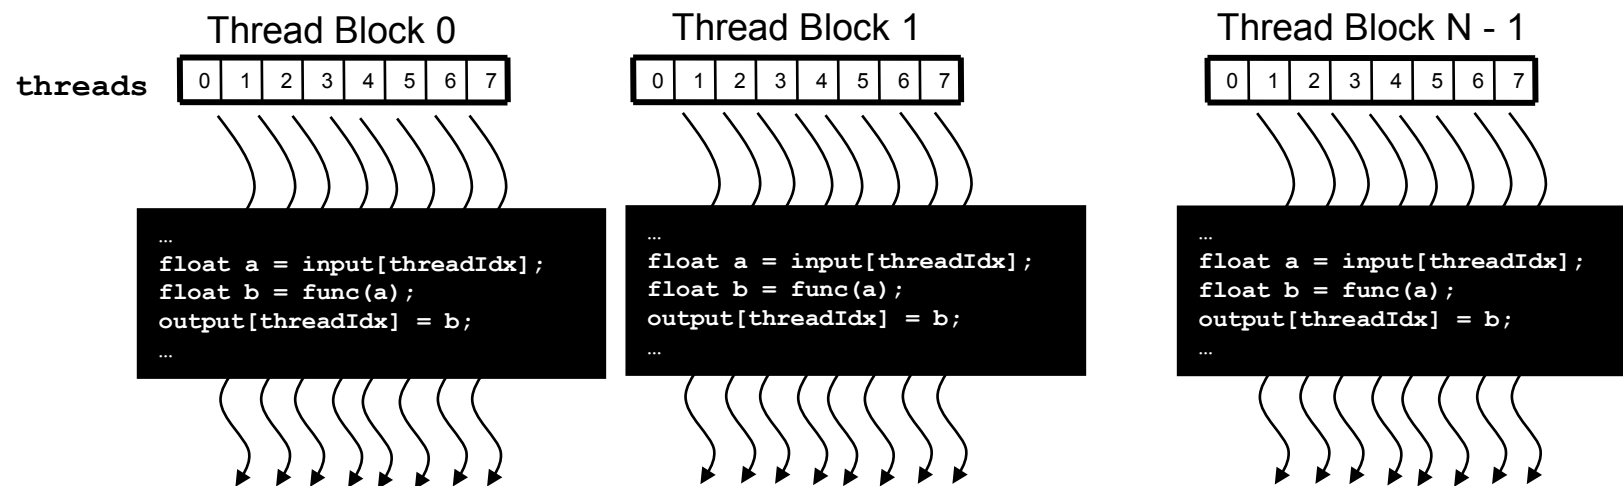 Thread Block 0
Thread Block 1
Thread Block N - 1
threads
0 1 2 3 4 5 6 7
0 1 2 3 4 5 6 7
0 1 2 3 4 5 6 7
…
float a = input[threadIdx];
float b = func(a);
output[threadIdx] = b;
…
…
float a = input[threadIdx];
float b = func(a);
output[threadIdx] = b;
…
…
float a = input[threadIdx];
float b = func(a);
output[threadIdx] = b;
…